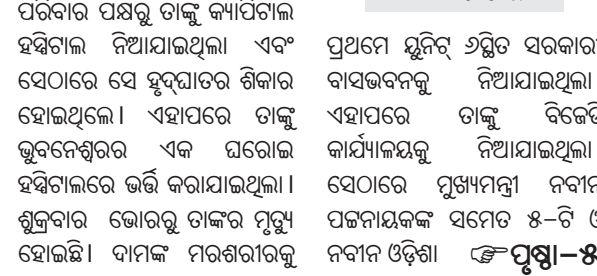 ପରିବାର ପକ୍ଷରୁ ତାଙ୍କୁ କ୍ୟାପିଟାଲ
ହସ୍ପିଟାଲ ନିଆଯାଇଥିଲା ଏବଂ
ସେଠାରେ ସେ ହୃଦ୍‌ଘାତର ଶିକାର
ହୋଇଥିଲେ। ଏହାପରେ ତାଙ୍କୁ
ଭୁବନେଶ୍ୱରର ଏକ ଘରୋଇ
ହସ୍ପିଟାଲରେ ଭର୍ତ୍ତି କରାଯାଇଥିଲା।
ଶୁକ୍ରବାର ଭୋରରୁ ତାଙ୍କର ମୃତ୍ୟୁ
ହୋଇଛି। ଦାମଙ୍କ ମରଶରୀରକୁ
ପ୍ରଥମେ ୟୁନିଟ୍ ୬ସ୍ଥିତ
ବାସଭବନକୁ ନିଆଯାଇଥିଲା
ଏହାପରେ ତାଙ୍କୁ
କାର୍ଯ୍ୟାଳୟକୁ ନିଆଯାଇଥିଲା
ସେଠାରେ ମୁଖ୍ୟମନ୍ତ୍ରୀ ନବୀନ
ପଟ୍ଟନାୟକଙ୍କ ସମେତ ୫–ଟି ଓ
ନବୀନ ଓଡ଼ିଶା ☞ପୃଷ୍ଠା–୫